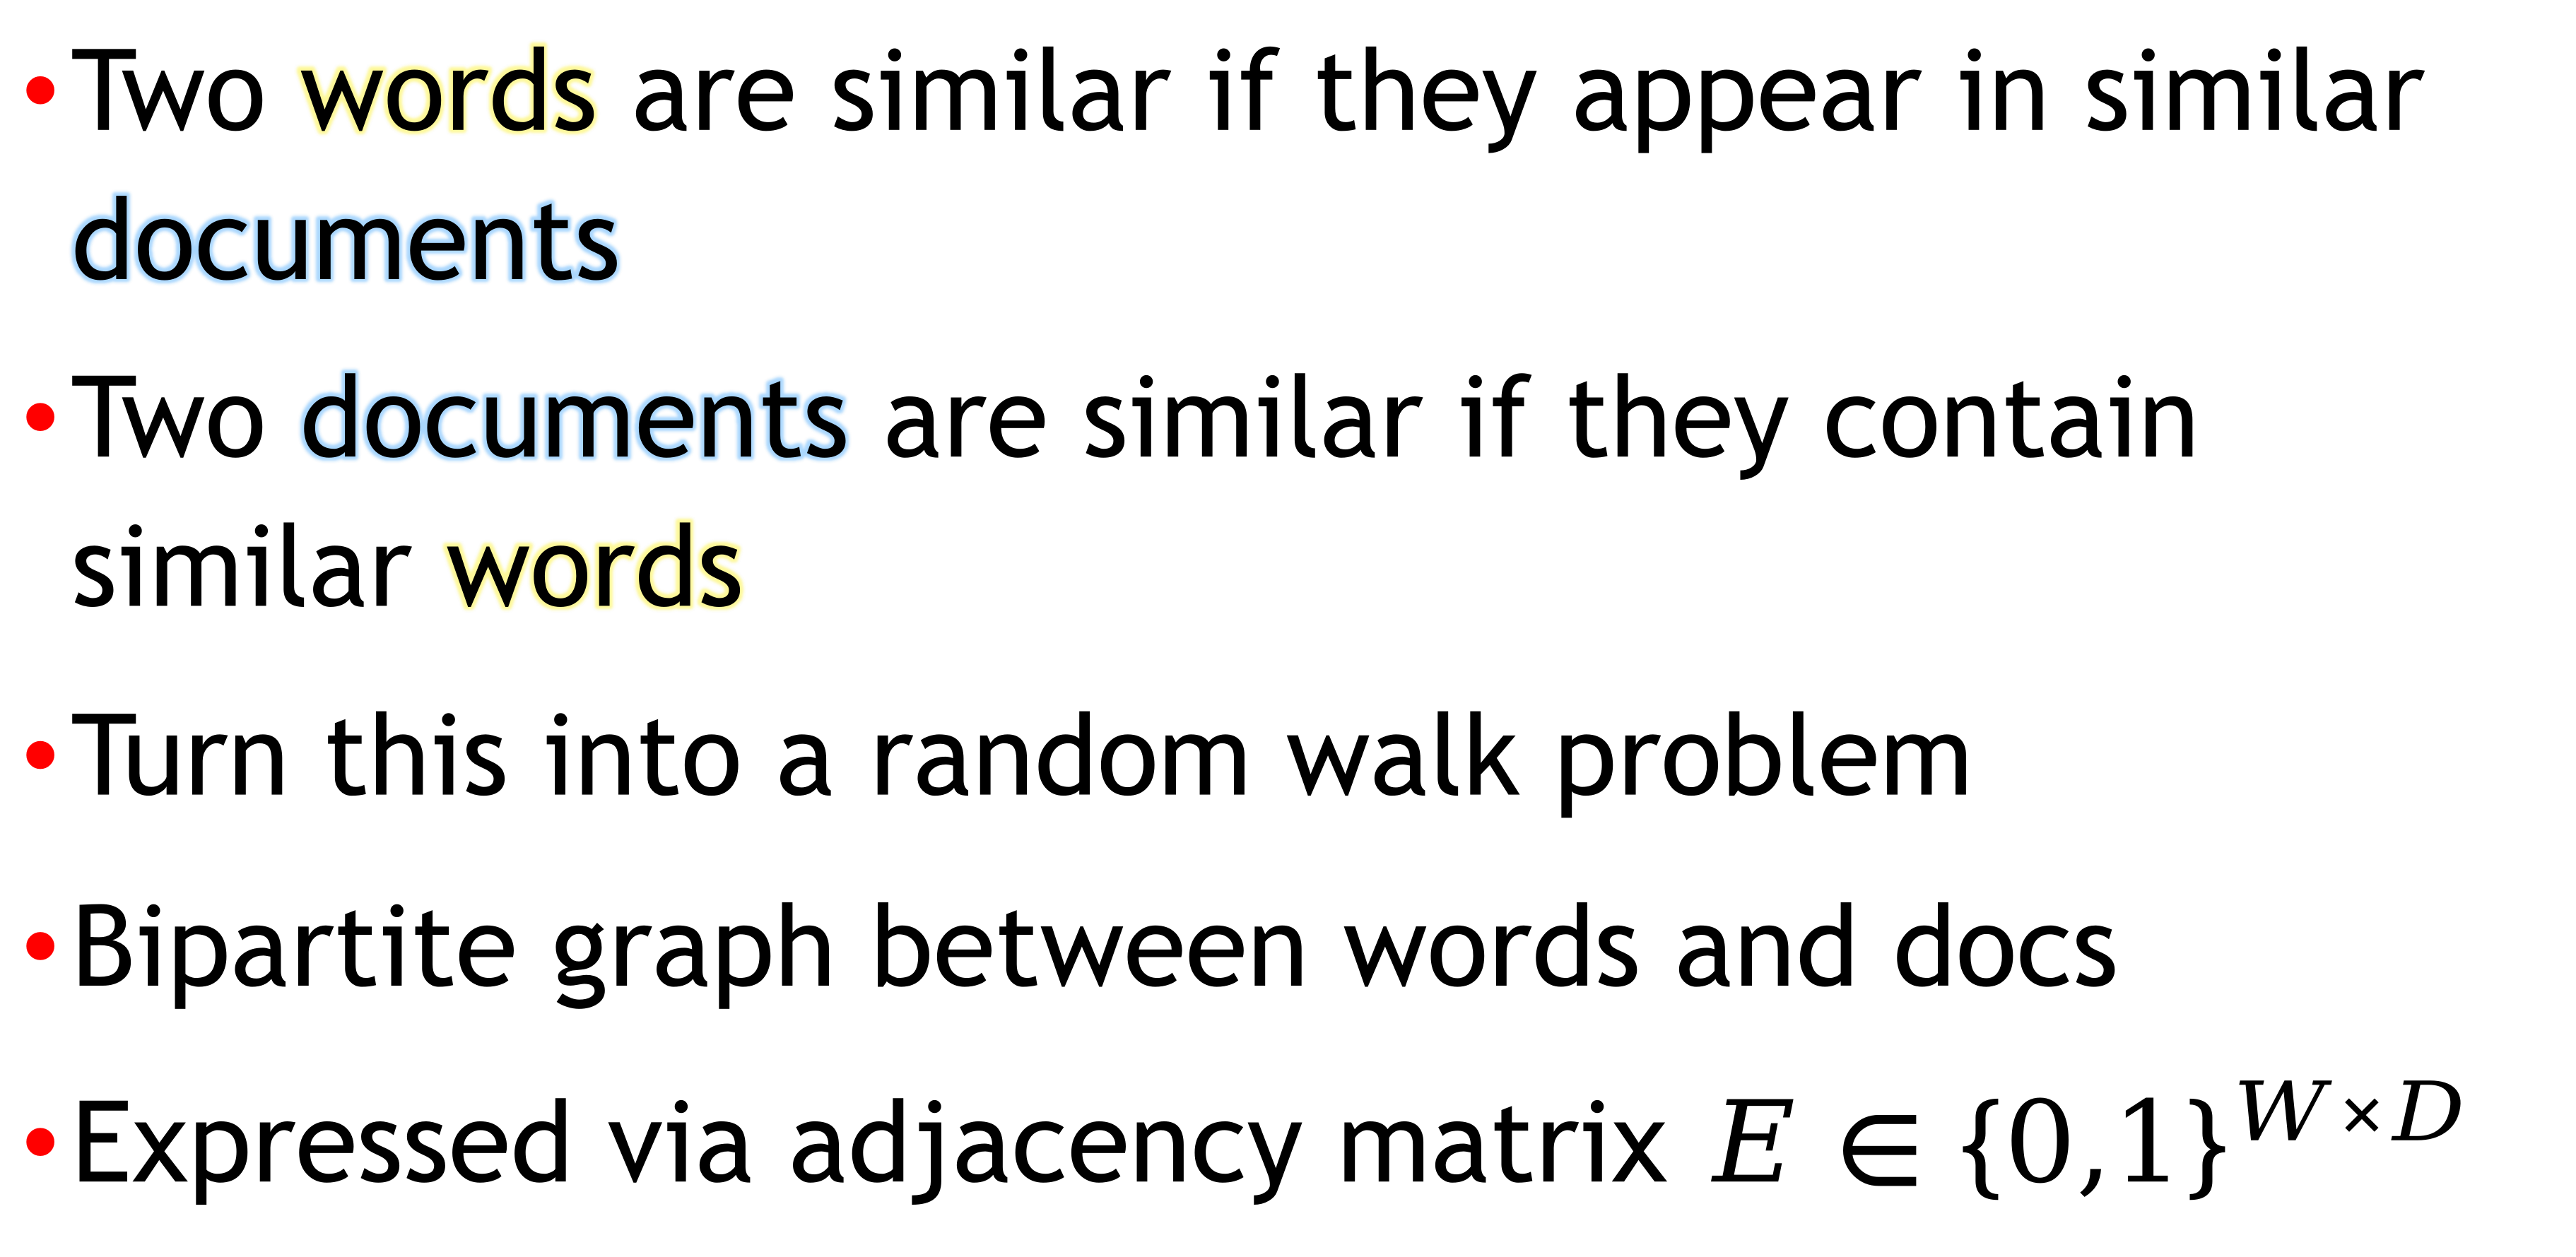 •Two words are similar if they appear in similar
documents
•Two documents are similar if they contain
similar words
•Turn this into a random walk problem
•Bipartite graph between words and docs
•Expressed via adjacency matrix E ∈ {0,1}^{W×D}